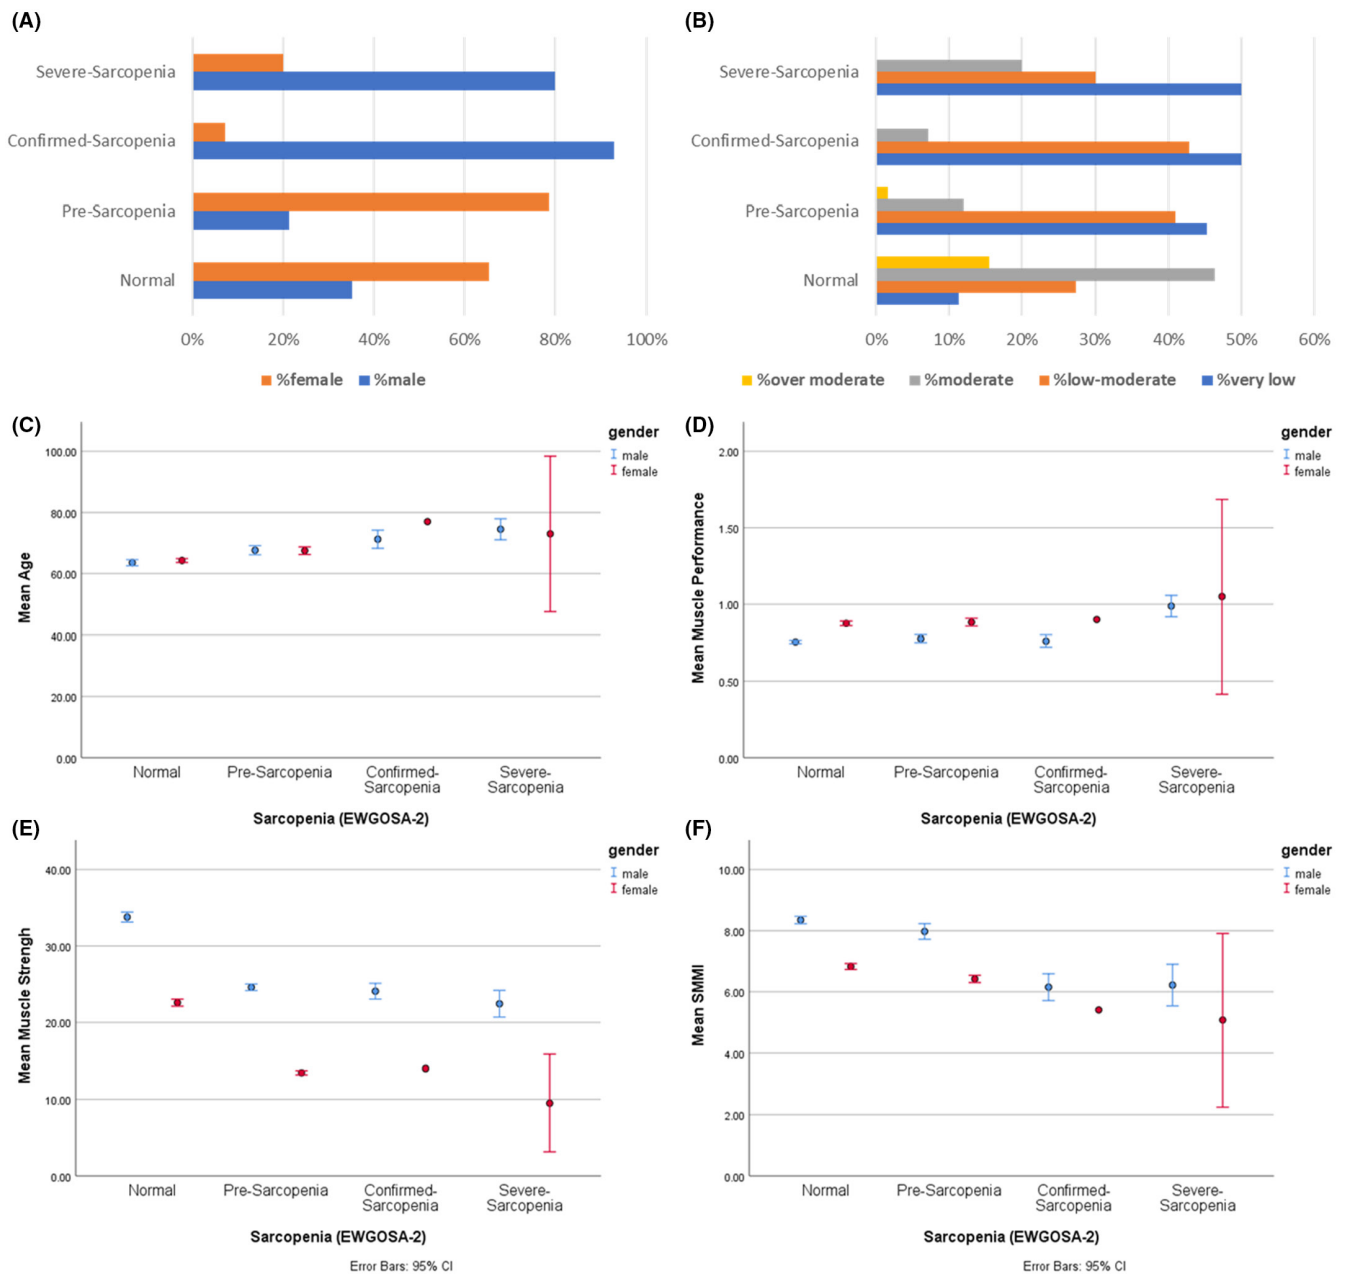 (A)
Severe-Sarcopenia
Confirmed-Sarcopenia
Pre-Sarcopenia
Normal
0% 20% 40% 60% 80% 100%
%female %male
(B)
Severe-Sarcopenia
Confirmed-Sarcopenia
Pre-Sarcopenia
Normal
0% 10% 20% 30% 40% 50% 60%
%over moderate %moderate %low-moderate %very low
(C)
gender
male
female
Mean Age
100.00
80.00
60.00
40.00
20.00
0.00
Normal Pre-Sarcopenia Confirmed- Severe-
Sarcopenia Sarcopenia
Sarcopenia (EWGOSA-2)
(D)
gender
male
female
Mean Muscle Performance
2.00
1.50
1.00
0.50
0.00
Normal Pre-Sarcopenia Confirmed- Severe-
Sarcopenia Sarcopenia
Sarcopenia (EWGOSA-2)
(E)
gender
male
female
Mean Muscle Strengh
40.00
30.00
20.00
10.00
0.00
Normal Pre-Sarcopenia Confirmed- Severe-
Sarcopenia Sarcopenia
Sarcopenia (EWGOSA-2)
Error Bars: 95% CI
(F)
gender
male
female
Mean SMMI
10.00
8.00
6.00
4.00
2.00
0.00
Normal Pre-Sarcopenia Confirmed- Severe-
Sarcopenia Sarcopenia
Sarcopenia (EWGOSA-2)
Error Bars: 95% CI